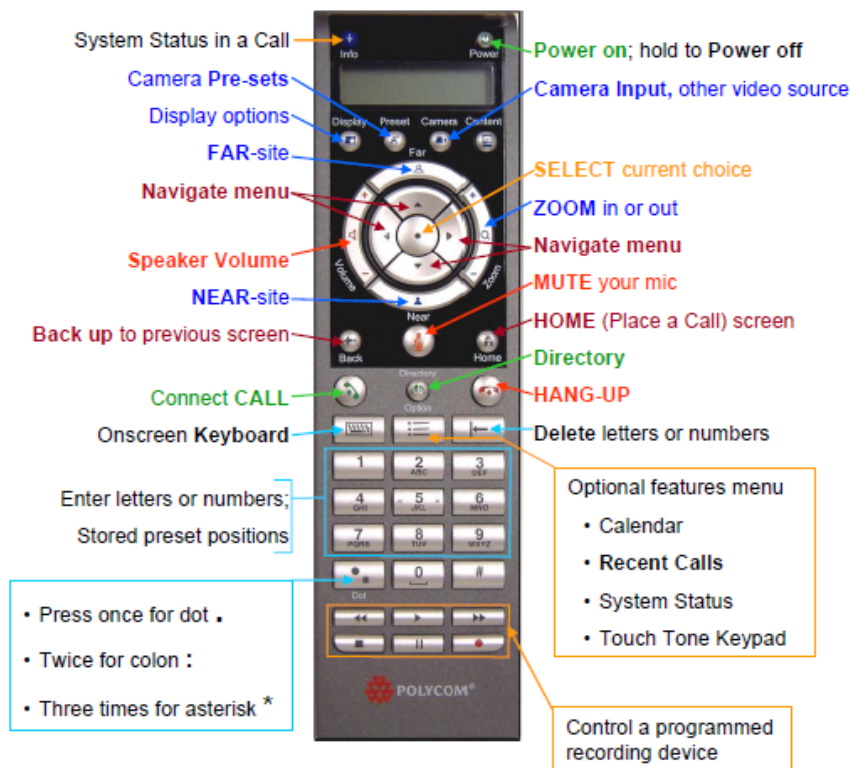 System Status in a Call
Camera Pre-sets
Display options
FAR-site
Navigate menu
Speaker Volume
NEAR-site
Back up to previous screen
Connect CALL
Onscreen Keyboard
Enter letters or numbers;
Stored preset positions
• Press once for dot .
• Twice for colon :
• Three times for asterisk *
Info
Power
Display Preset Camera Content
Far
Volume
Zoom
Near
Back
Home
Directory
Option
1
2 ABC
3 DEF
4 GHI
5 JKL
6 MNO
7 PQRS
8 TUV
9 WXYZ
0
#
Dot
POLYCOM®
Power on; hold to Power off
Camera Input, other video source
SELECT current choice
ZOOM in or out
Navigate menu
MUTE your mic
HOME (Place a Call) screen
Directory
HANG-UP
Delete letters or numbers
Optional features menu
• Calendar
• Recent Calls
• System Status
• Touch Tone Keypad
Control a programmed
recording device